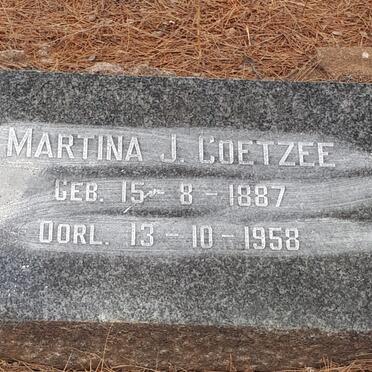 MARTINA J. COETZEE
GEB. 15 - 8 - 1887
OORL. 13 - 10 - 1958